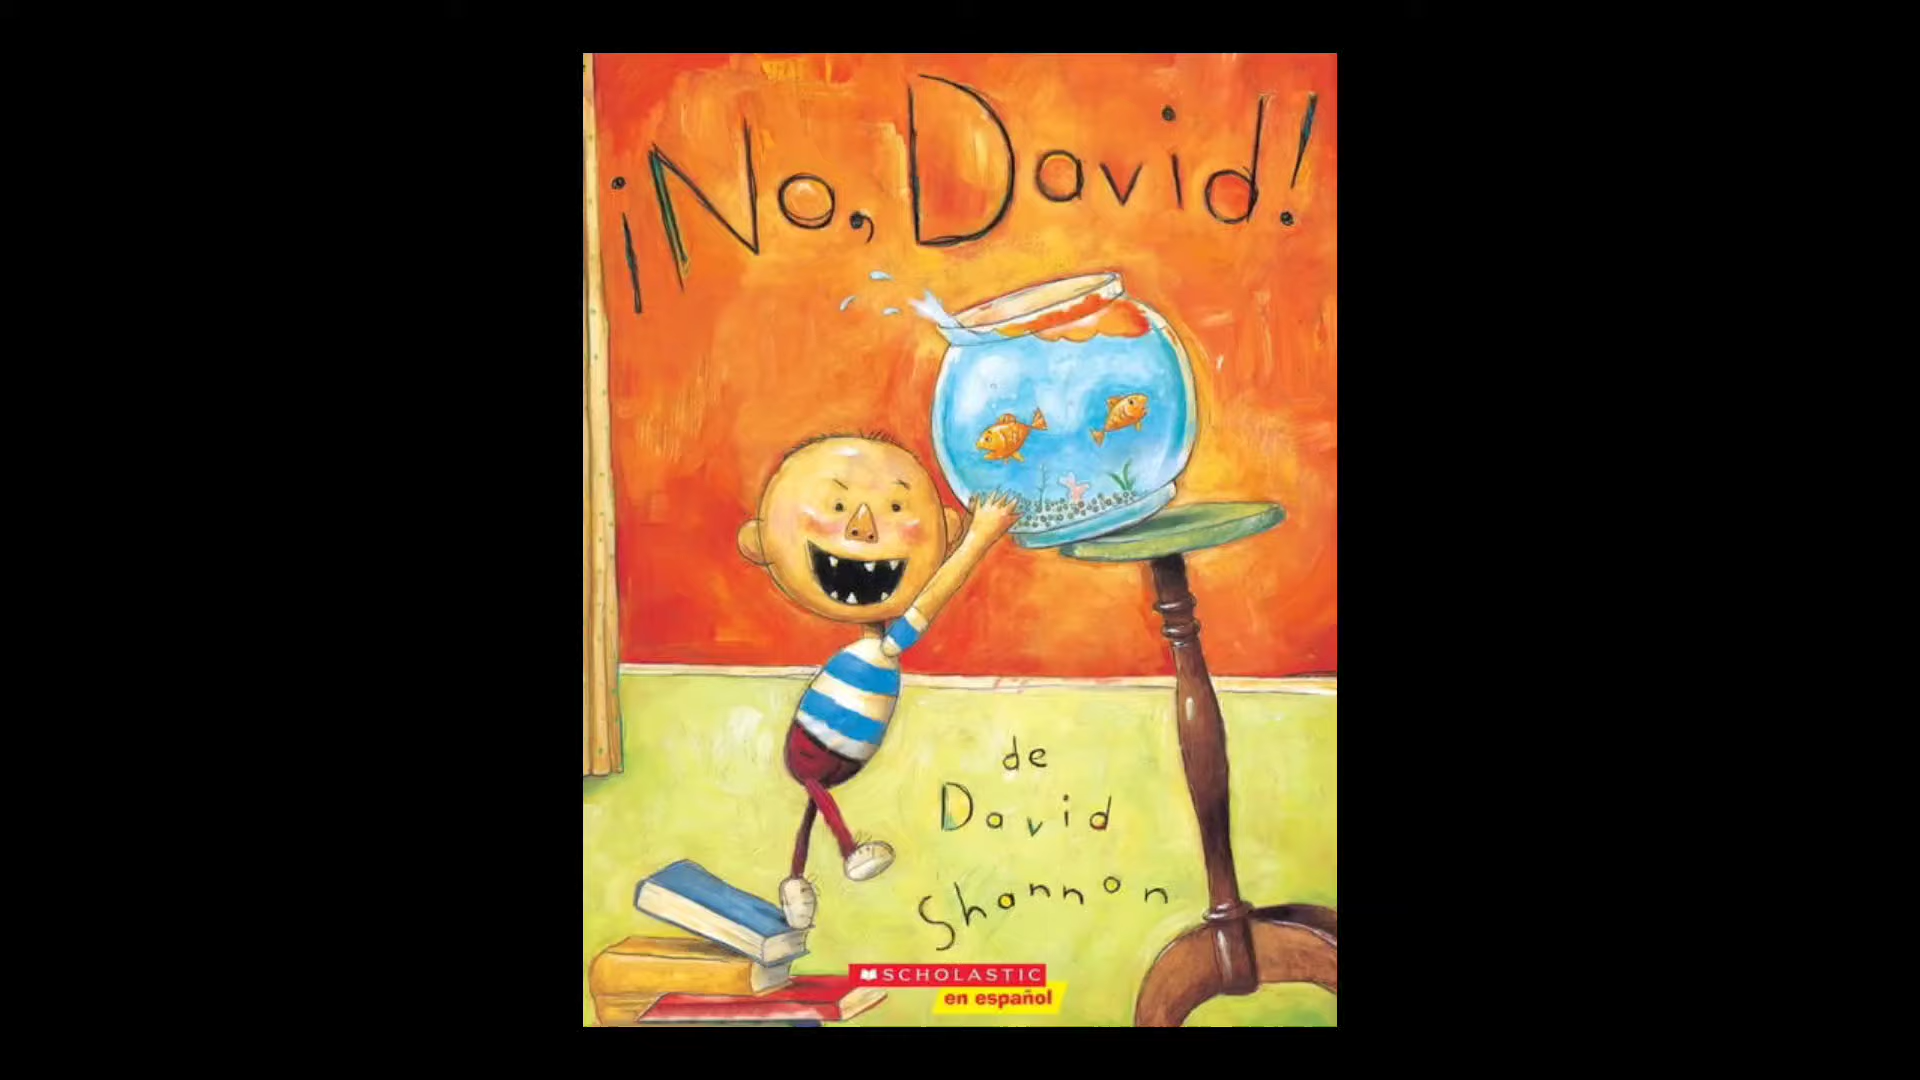 ¡No, David!
de
David
Shannon
SCHOLASTIC
en español